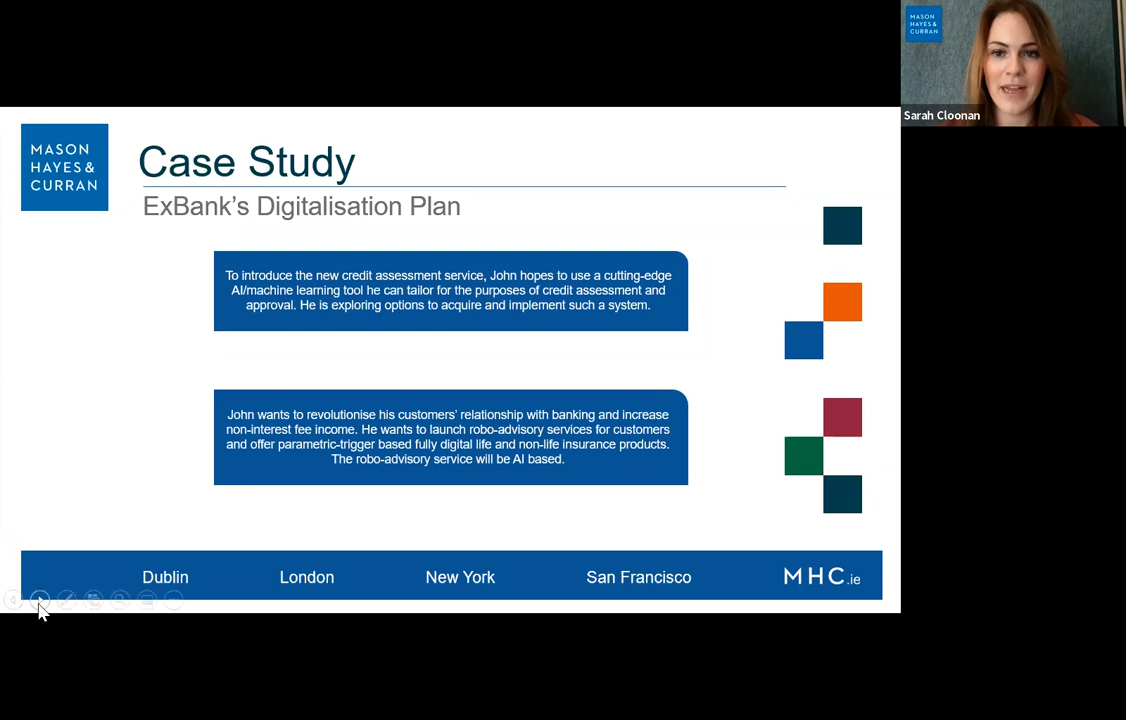 MASON
HAYES &
CURRAN
Sarah Cloonan
MASON
HAYES &
CURRAN
Case Study
ExBank's Digitalisation Plan
To introduce the new credit assessment service, John hopes to use a cutting-edge
AI/machine learning tool he can tailor for the purposes of credit assessment and
approval. He is exploring options to acquire and implement such a system.
John wants to revolutionise his customers' relationship with banking and increase
non-interest fee income. He wants to launch robo-advisory services for customers
and offer parametric-trigger based fully digital life and non-life insurance products.
The robo-advisory service will be AI based.
Dublin London New York San Francisco MHC.ie